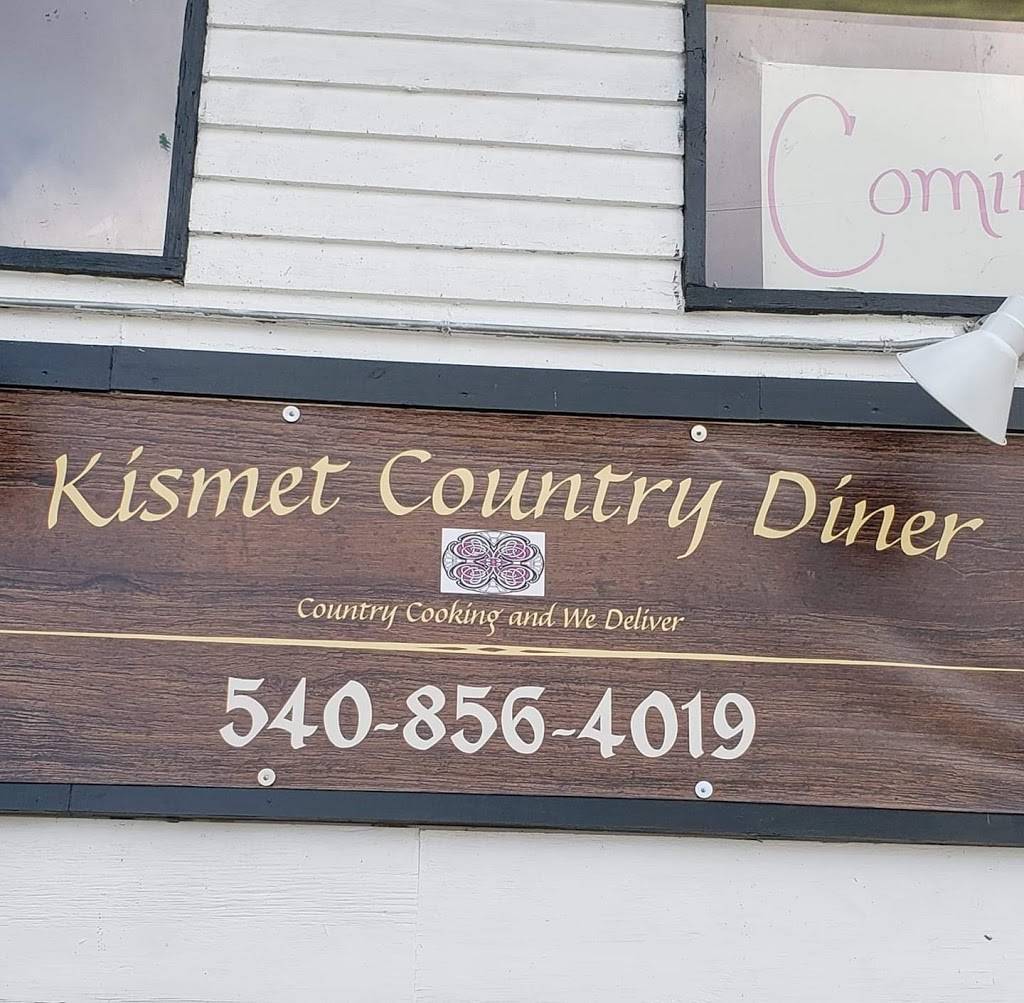 Comin
Kismet Country Diner
Country Cooking and We Deliver
540-856-4019